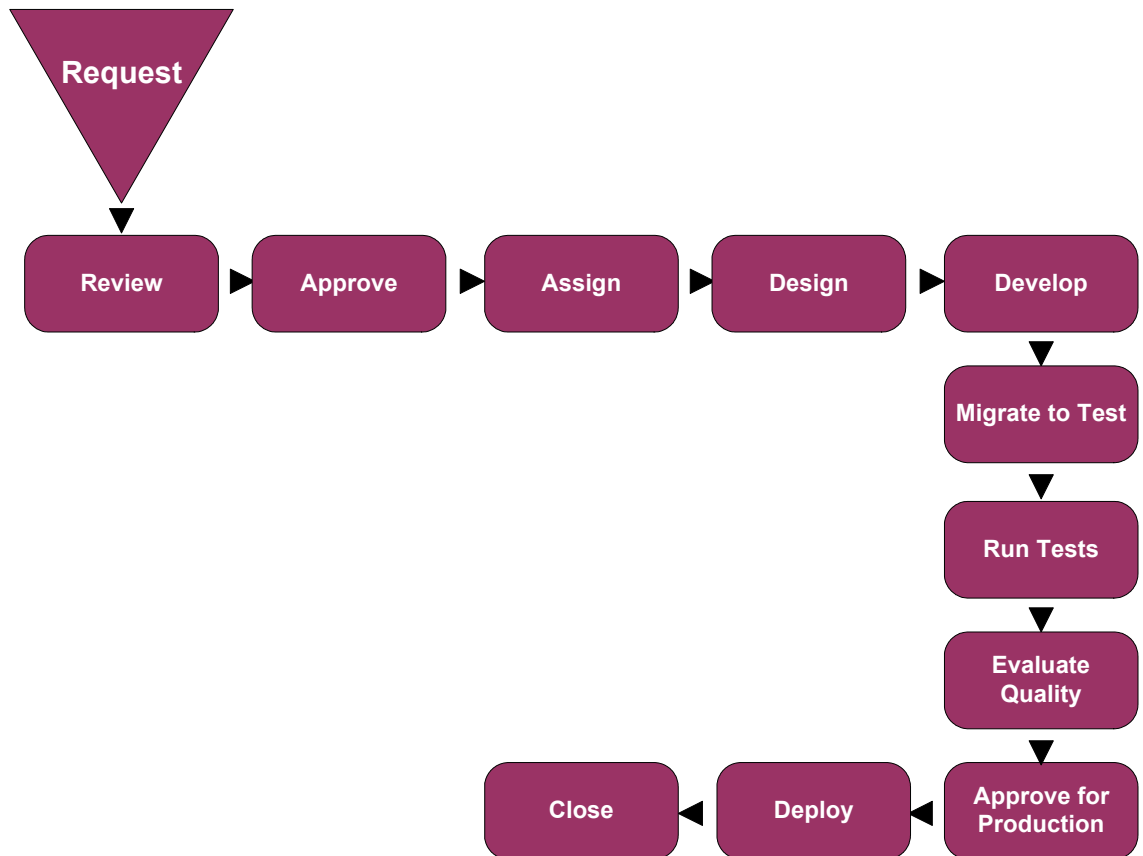 Request
Review
Approve
Assign
Design
Develop
Migrate to Test
Run Tests
Evaluate
Quality
Approve for
Production
Deploy
Close